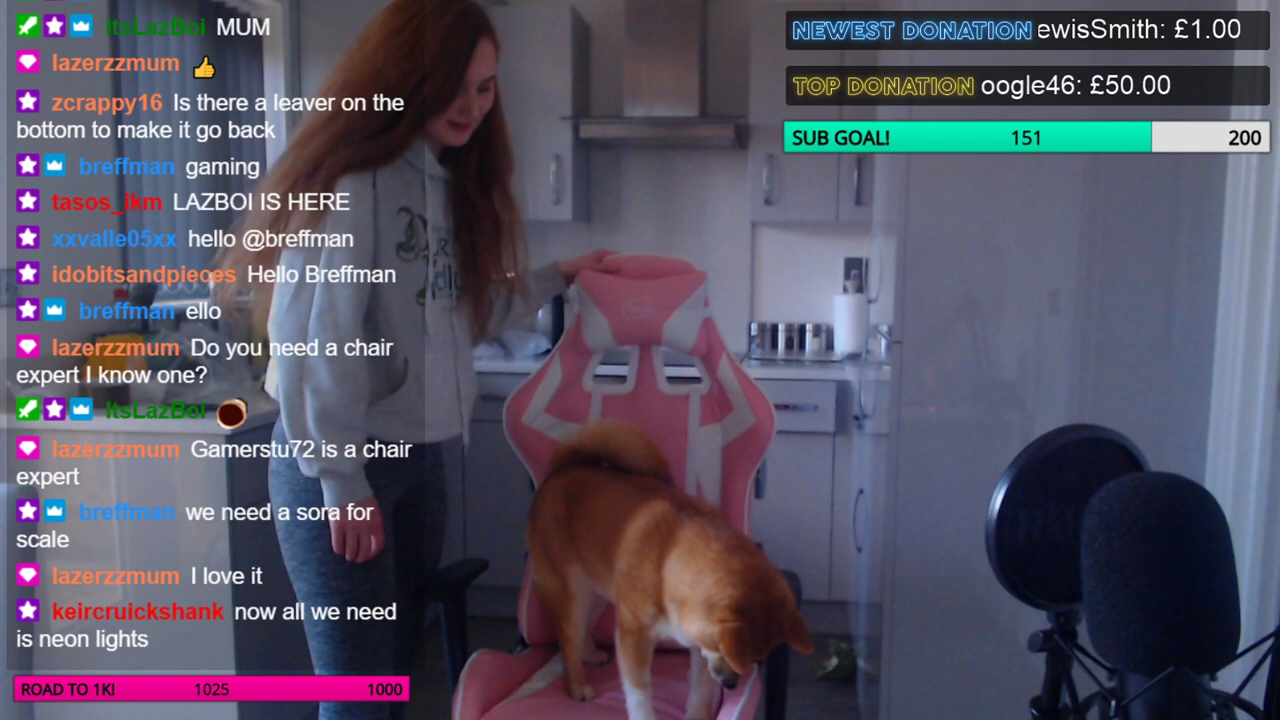 ItsLazBoi MUM
lazerzzmum
zcrappy16 Is there a leaver on the
bottom to make it go back
breffman gaming
tasos_ikm LAZBOI IS HERE
xxvalle05xx hello @breffman
idobitsandpieces Hello Breffman
breffman ello
lazerzzmum Do you need a chair
expert I know one?
ItsLazBoi
lazerzzmum Gamerstu72 is a chair
expert
breffman we need a sora for
scale
lazerzzmum I love it
keircruickshank now all we need
is neon lights
ROAD TO 1K! 1025 1000
NEWEST DONATION ewisSmith: £1.00
TOP DONATION oogle46: £50.00
SUB GOAL! 151 200